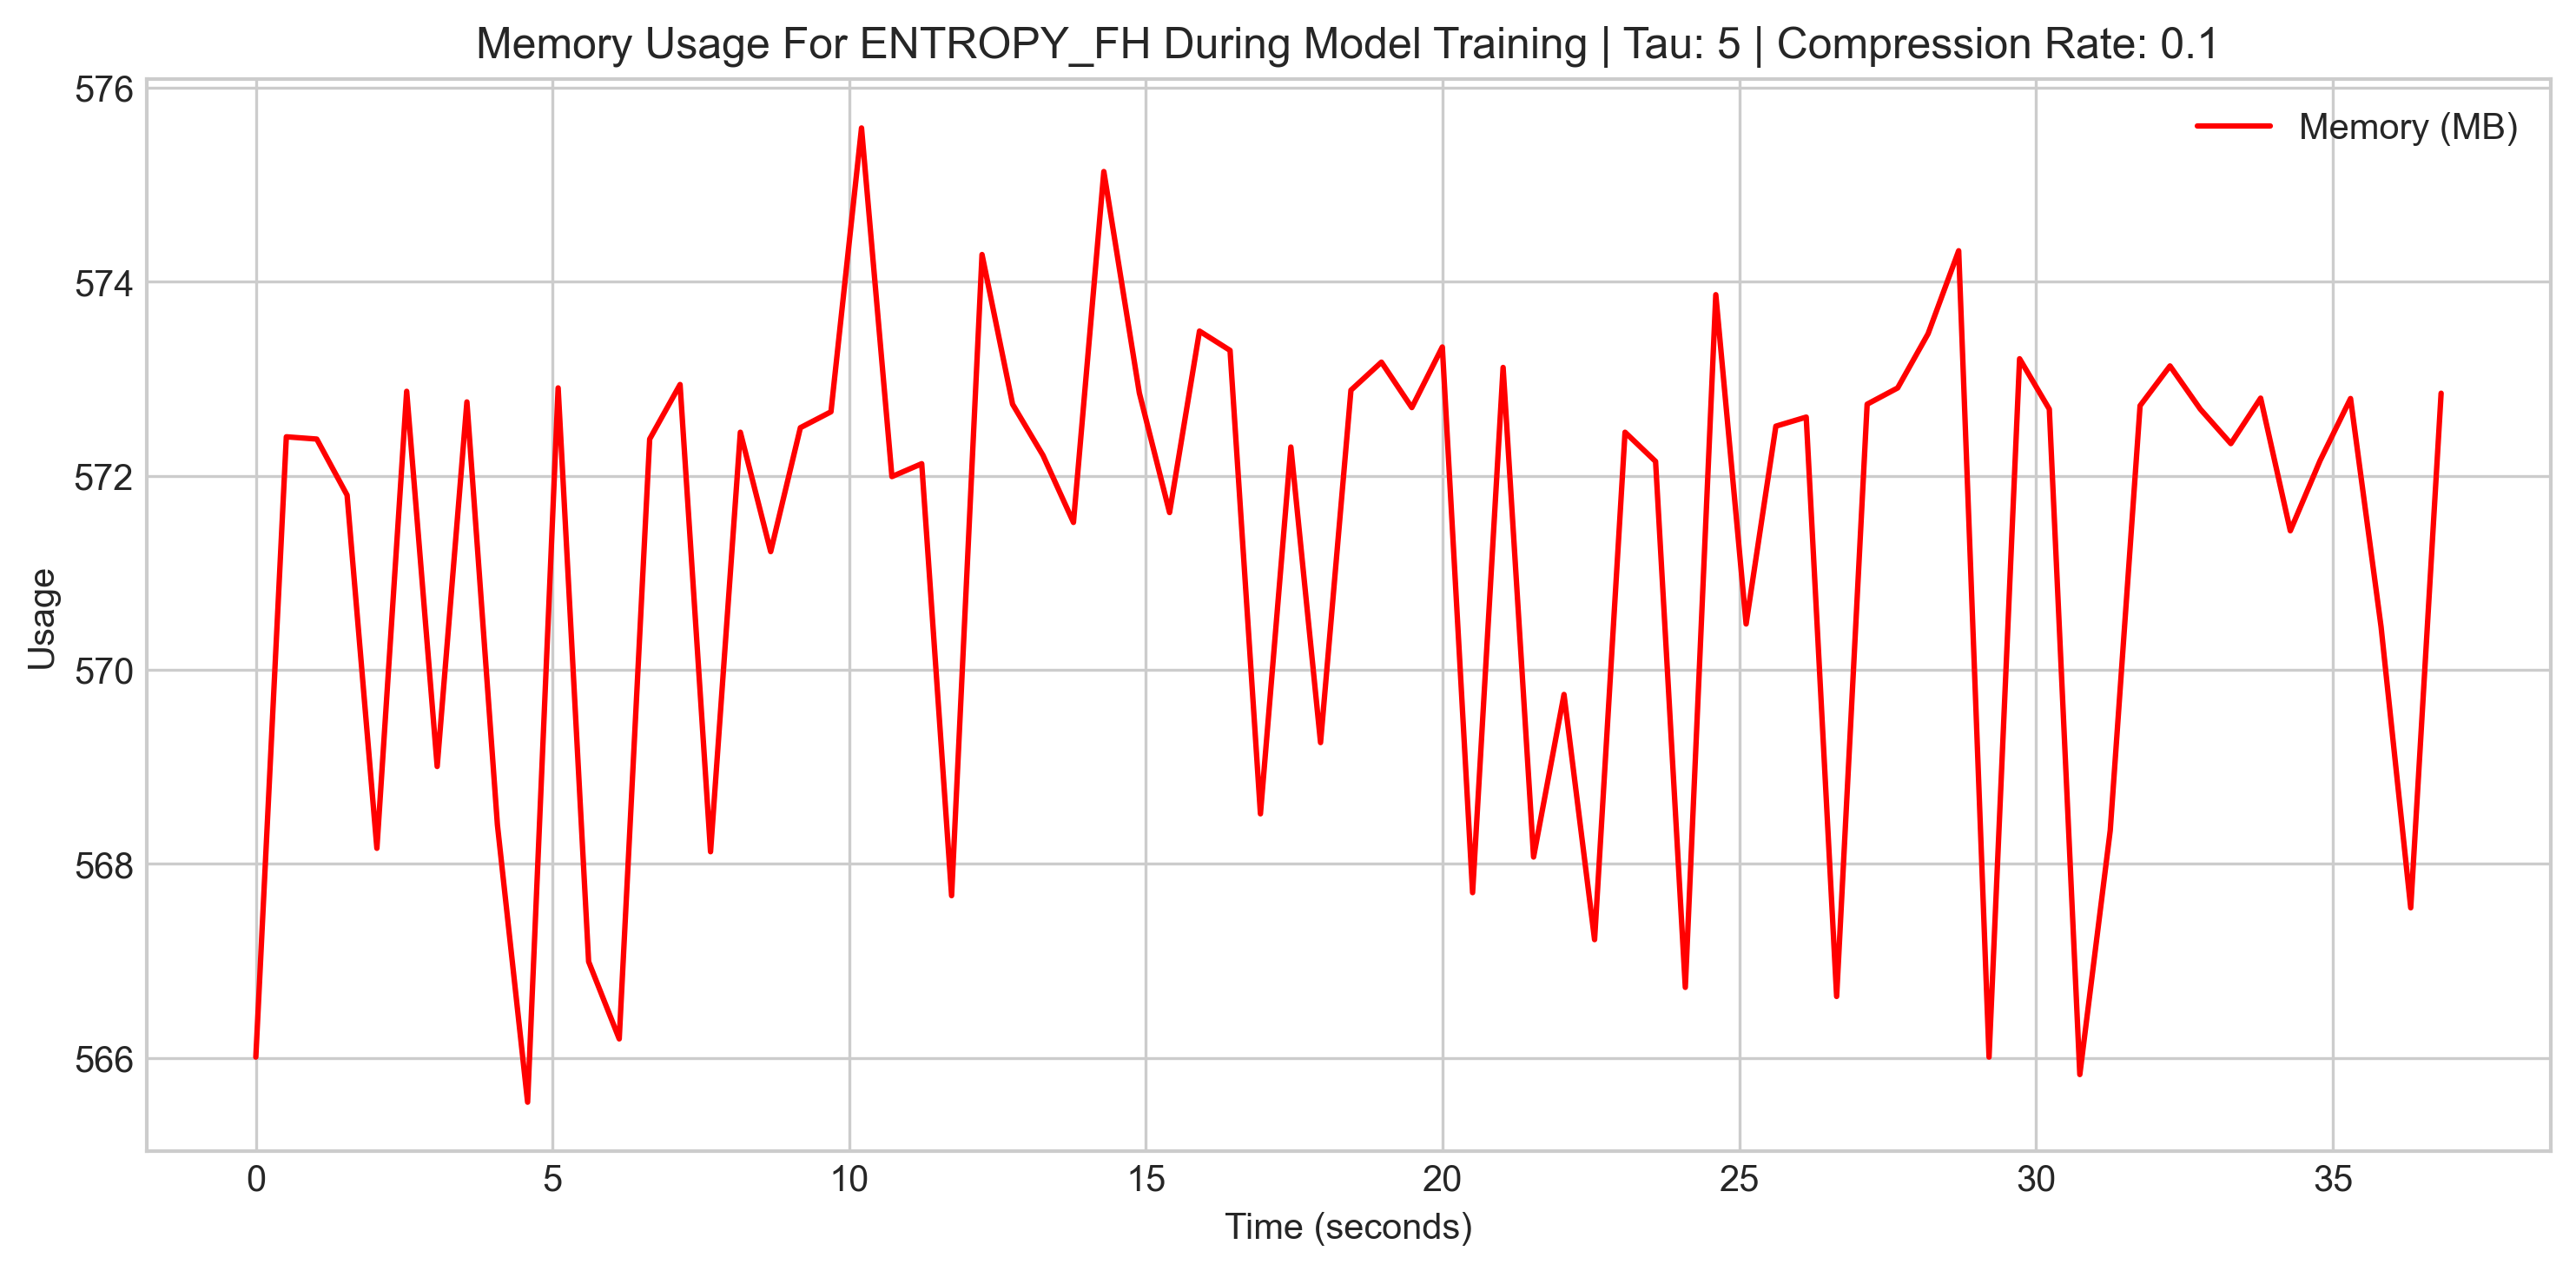 Memory Usage For ENTROPY_FH During Model Training | Tau: 5 | Compression Rate: 0.1
576
574
572
570
568
566
Usage
Memory (MB)
0 5 10 15 20 25 30 35
Time (seconds)